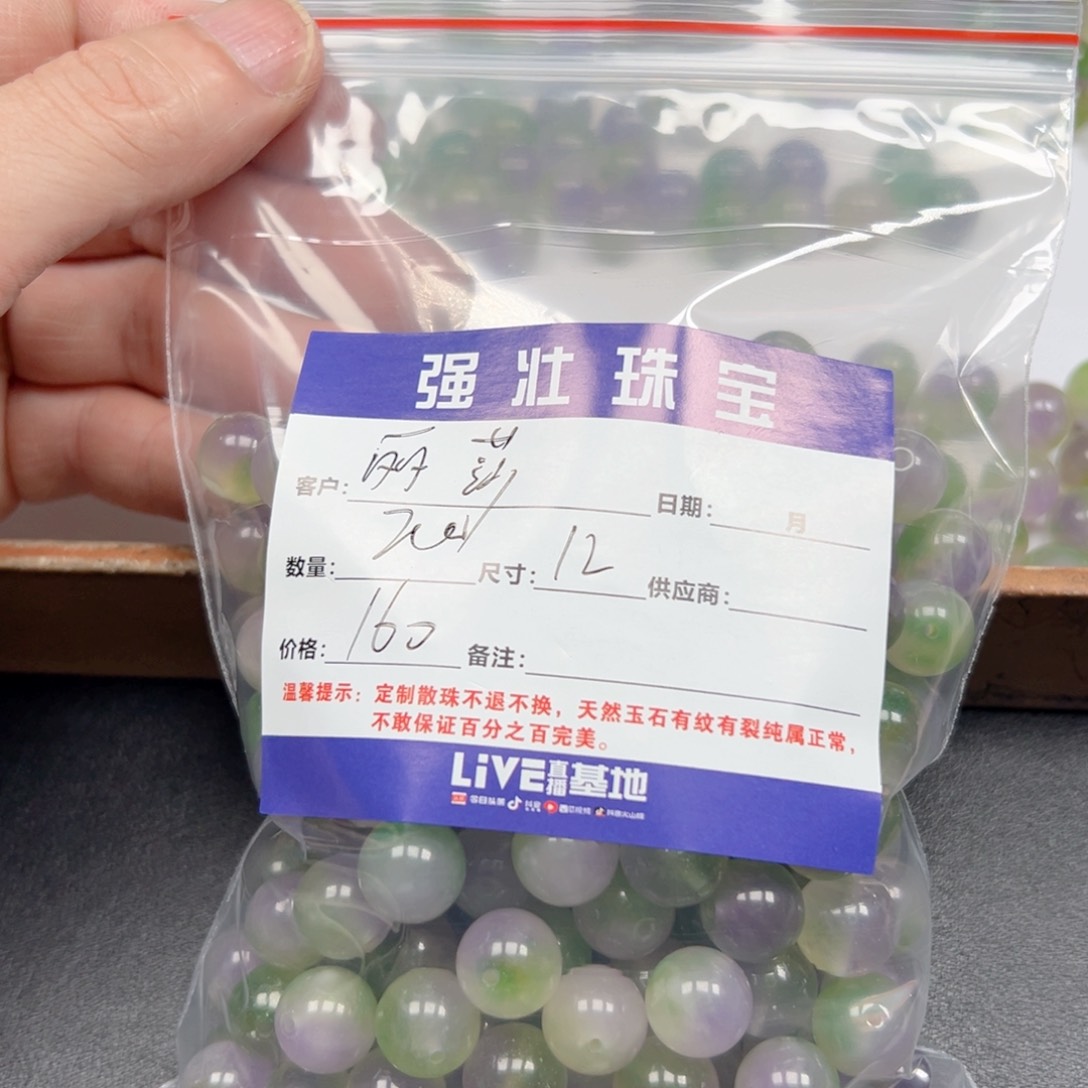 强壮珠宝
客户: 丽莎 日期: 月
数量: 200 尺寸: 12 供应商:
价格: 160 备注:
温馨提示: 定制散珠不退不换，天然玉石有纹有裂纯属正常，
不敢保证百分之百完美。
LiVE直播基地